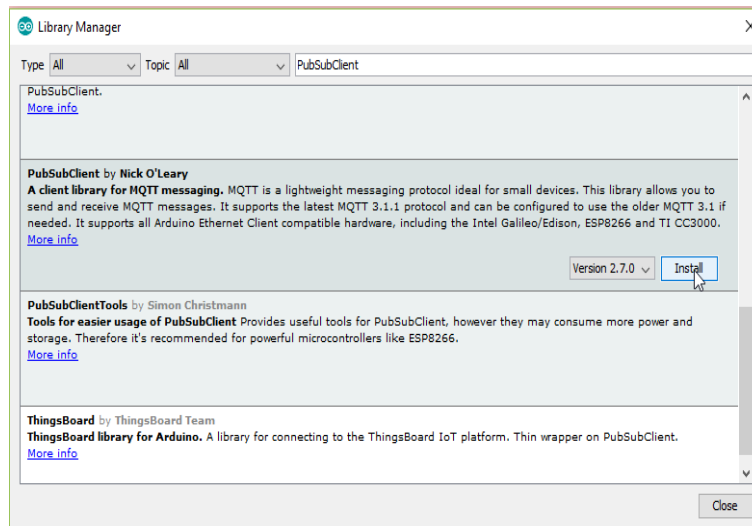 Library Manager
Type All Topic All PubSubClient
PubSubClient.
More info
PubSubClient by Nick O'Leary
A client library for MQTT messaging. MQTT is a lightweight messaging protocol ideal for small devices. This library allows you to
send and receive MQTT messages. It supports the latest MQTT 3.1.1 protocol and can be configured to use the older MQTT 3.1 if
needed. It supports all Arduino Ethernet Client compatible hardware, including the Intel Galileo/Edison, ESP8266 and TI CC3000.
More info
Version 2.7.0 Install
PubSubClientTools by Simon Christmann
Tools for easier usage of PubSubClient Provides useful tools for PubSubClient, however they may consume more power and
storage. Therefore it's recommended for powerful microcontrollers like ESP8266.
More info
ThingsBoard by ThingsBoard Team
ThingsBoard library for Arduino. A library for connecting to the ThingsBoard IoT platform. Thin wrapper on PubSubClient.
More info
Close